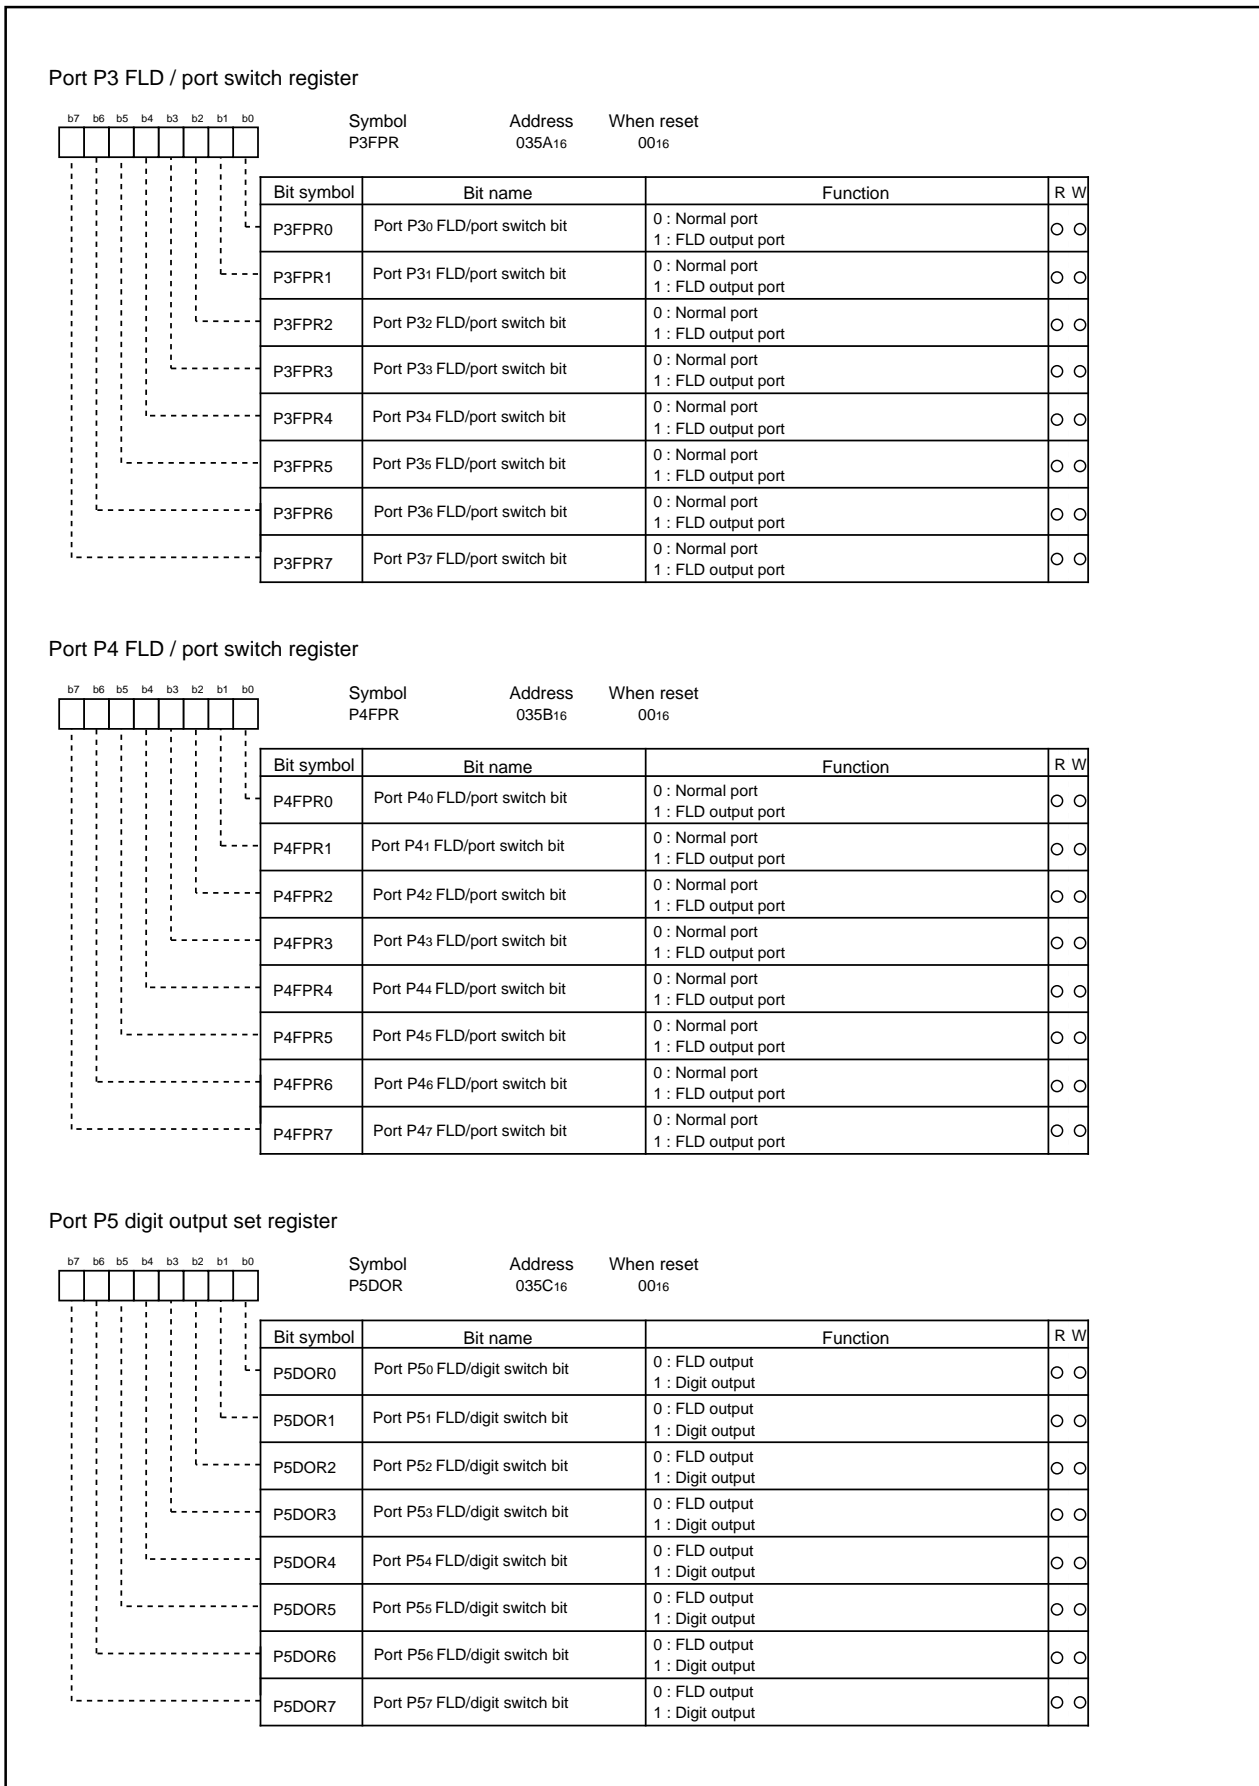 Port P3 FLD / port switch register
b7 b6 b5 b4 b3 b2 b1 b0
Symbol Address When reset
P3FPR 035A16 0016
Bit symbol Bit name Function R W
P3FPR0 Port P30 FLD/port switch bit 0 : Normal port
1 : FLD output port
P3FPR1 Port P31 FLD/port switch bit 0 : Normal port
1 : FLD output port
P3FPR2 Port P32 FLD/port switch bit 0 : Normal port
1 : FLD output port
P3FPR3 Port P33 FLD/port switch bit 0 : Normal port
1 : FLD output port
P3FPR4 Port P34 FLD/port switch bit 0 : Normal port
1 : FLD output port
P3FPR5 Port P35 FLD/port switch bit 0 : Normal port
1 : FLD output port
P3FPR6 Port P36 FLD/port switch bit 0 : Normal port
1 : FLD output port
P3FPR7 Port P37 FLD/port switch bit 0 : Normal port
1 : FLD output port
Port P4 FLD / port switch register
b7 b6 b5 b4 b3 b2 b1 b0
Symbol Address When reset
P4FPR 035B16 0016
Bit symbol Bit name Function R W
P4FPR0 Port P40 FLD/port switch bit 0 : Normal port
1 : FLD output port
P4FPR1 Port P41 FLD/port switch bit 0 : Normal port
1 : FLD output port
P4FPR2 Port P42 FLD/port switch bit 0 : Normal port
1 : FLD output port
P4FPR3 Port P43 FLD/port switch bit 0 : Normal port
1 : FLD output port
P4FPR4 Port P44 FLD/port switch bit 0 : Normal port
1 : FLD output port
P4FPR5 Port P45 FLD/port switch bit 0 : Normal port
1 : FLD output port
P4FPR6 Port P46 FLD/port switch bit 0 : Normal port
1 : FLD output port
P4FPR7 Port P47 FLD/port switch bit 0 : Normal port
1 : FLD output port
Port P5 digit output set register
b7 b6 b5 b4 b3 b2 b1 b0
Symbol Address When reset
P5DOR 035C16 0016
Bit symbol Bit name Function R W
P5DOR0 Port P50 FLD/digit switch bit 0 : FLD output
1 : Digit output
P5DOR1 Port P51 FLD/digit switch bit 0 : FLD output
1 : Digit output
P5DOR2 Port P52 FLD/digit switch bit 0 : FLD output
1 : Digit output
P5DOR3 Port P53 FLD/digit switch bit 0 : FLD output
1 : Digit output
P5DOR4 Port P54 FLD/digit switch bit 0 : FLD output
1 : Digit output
P5DOR5 Port P55 FLD/digit switch bit 0 : FLD output
1 : Digit output
P5DOR6 Port P56 FLD/digit switch bit 0 : FLD output
1 : Digit output
P5DOR7 Port P57 FLD/digit switch bit 0 : FLD output
1 : Digit output